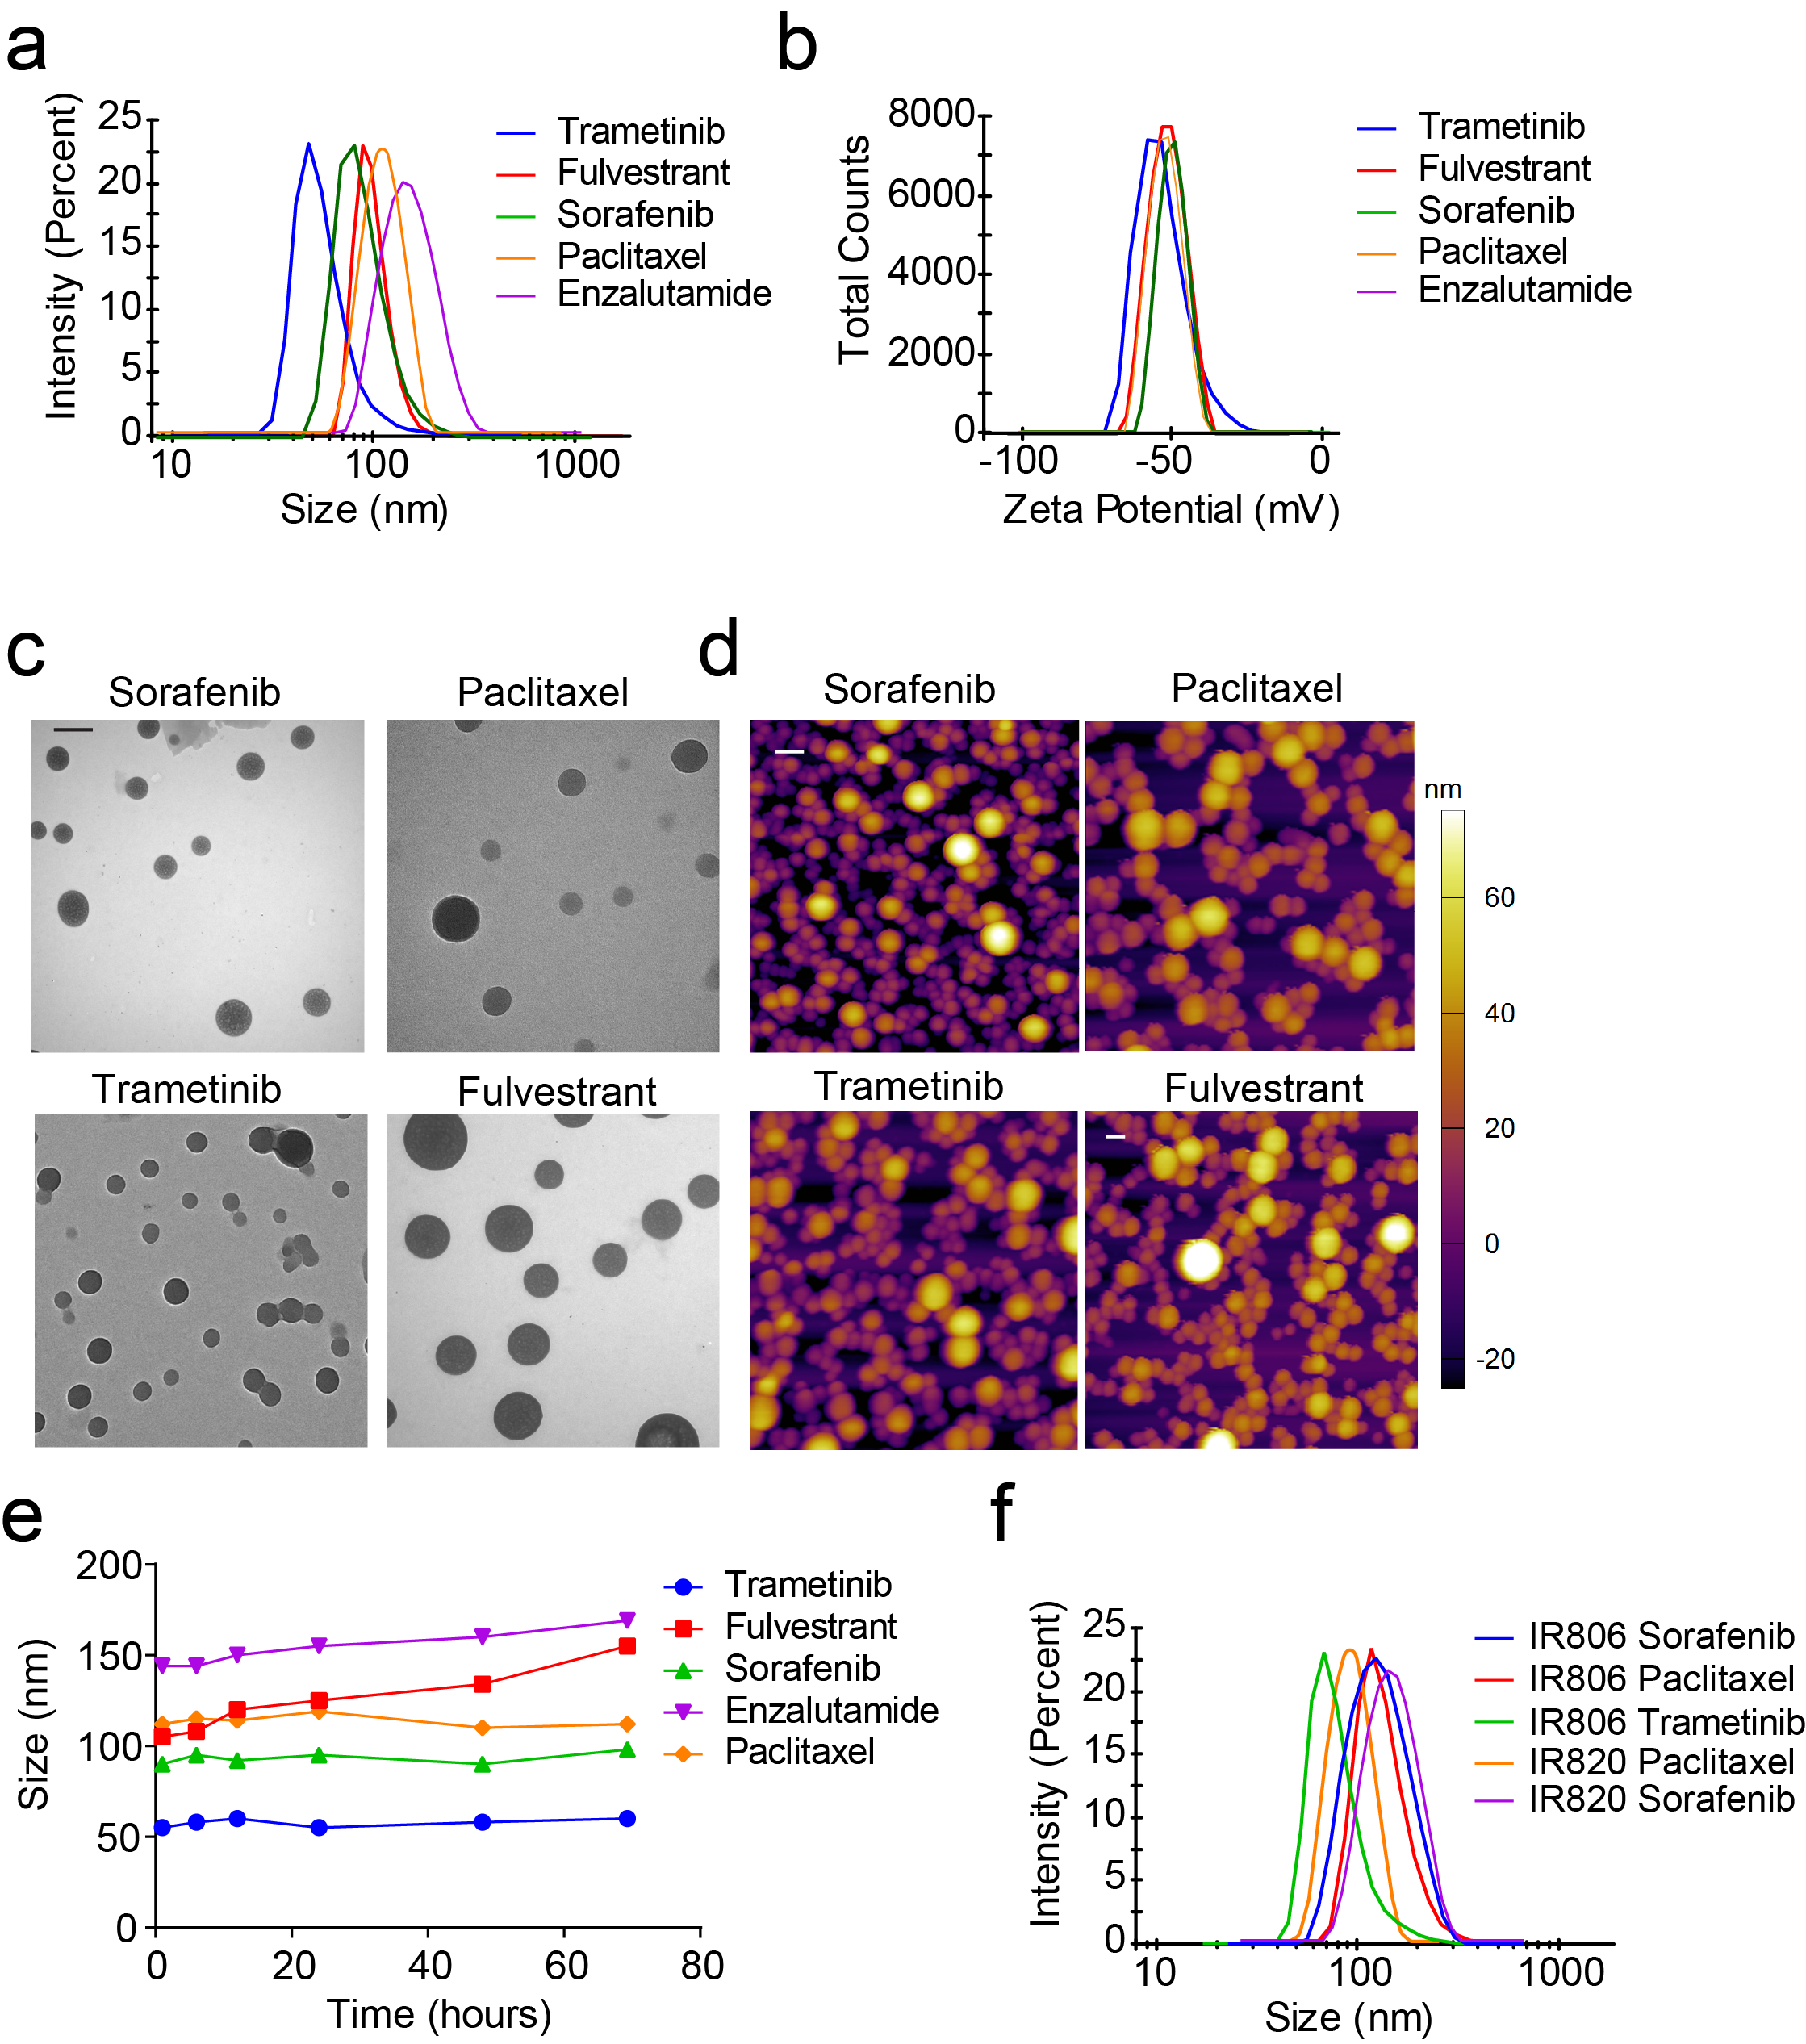 a
Intensity (Percent)
25
20
15
10
5
0
10
100
1000
Size (nm)
Trametinib
Fulvestrant
Sorafenib
Paclitaxel
Enzalutamide
b
Total Counts
8000
6000
4000
2000
0
-100
-50
0
Zeta Potential (mV)
Trametinib
Fulvestrant
Sorafenib
Paclitaxel
Enzalutamide
c
Sorafenib
Paclitaxel
Trametinib
Fulvestrant
d
Sorafenib
Paclitaxel
Trametinib
Fulvestrant
nm
60
40
20
0
-20
e
Size (nm)
200
150
100
50
0
0
20
40
60
80
Time (hours)
Trametinib
Fulvestrant
Sorafenib
Enzalutamide
Paclitaxel
f
Intensity (Percent)
25
20
15
10
5
0
10
100
1000
Size (nm)
IR806 Sorafenib
IR806 Paclitaxel
IR806 Trametinib
IR820 Paclitaxel
IR820 Sorafenib